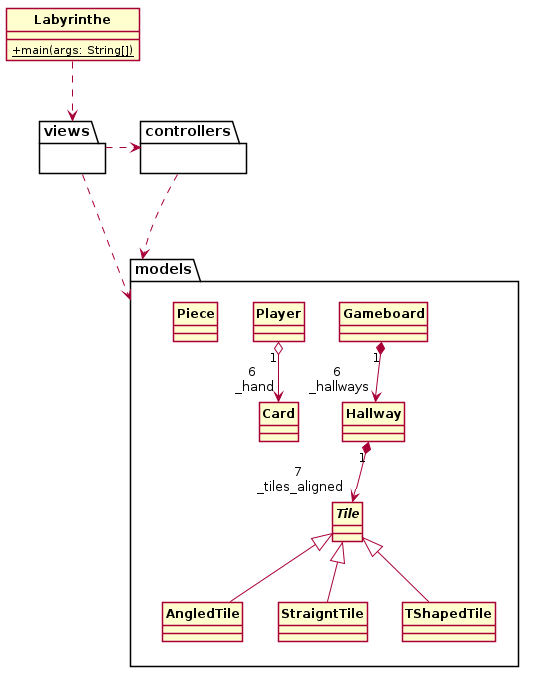 Labyrinthe
+main(args: String[])
views
controllers
models
Piece
Player
Gameboard
1
1
6
_hand
6
_hallways
Card
Hallway
1
7
_tiles_aligned
Tile
AngledTile
StraigntTile
TShapedTile